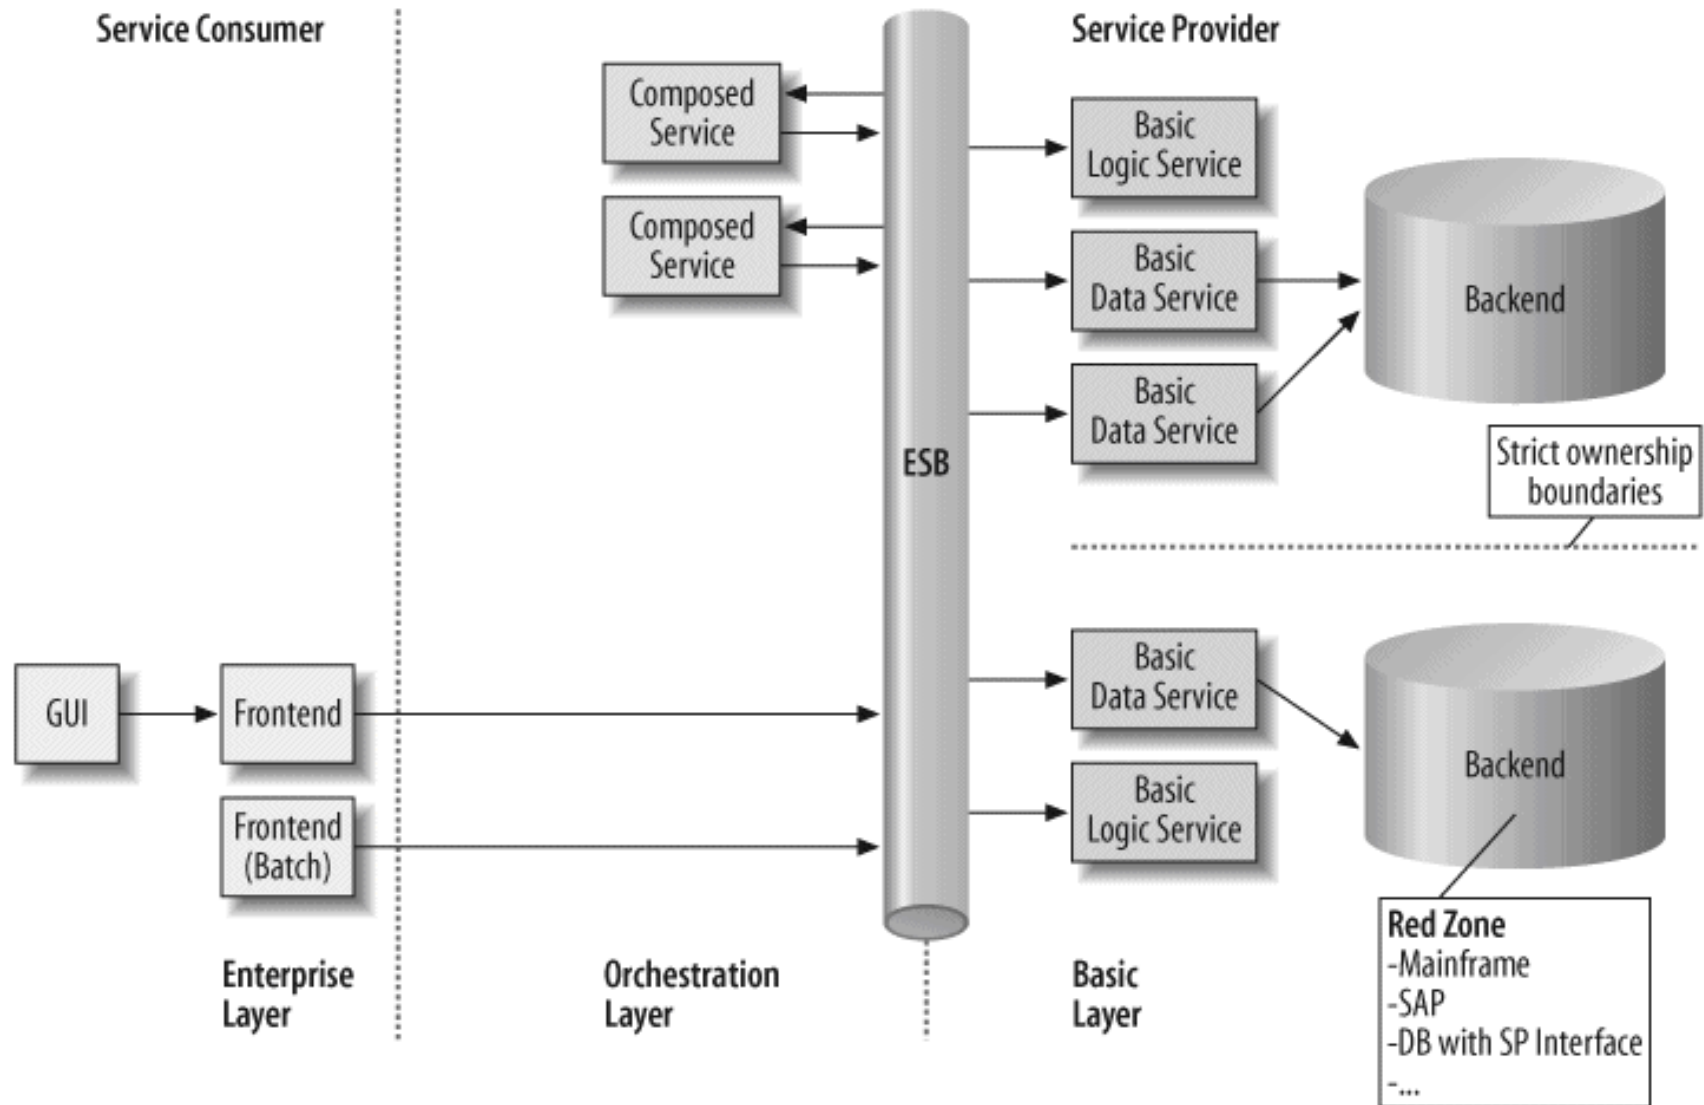 Service Consumer
Service Provider
Composed
Service
Composed
Service
Basic
Logic Service
Basic
Data Service
Basic
Data Service
Backend
Strict ownership
boundaries
ESB
GUI
Frontend
Frontend
(Batch)
Basic
Data Service
Basic
Logic Service
Backend
Red Zone
-Mainframe
-SAP
-DB with SP Interface
-...
Enterprise
Layer
Orchestration
Layer
Basic
Layer